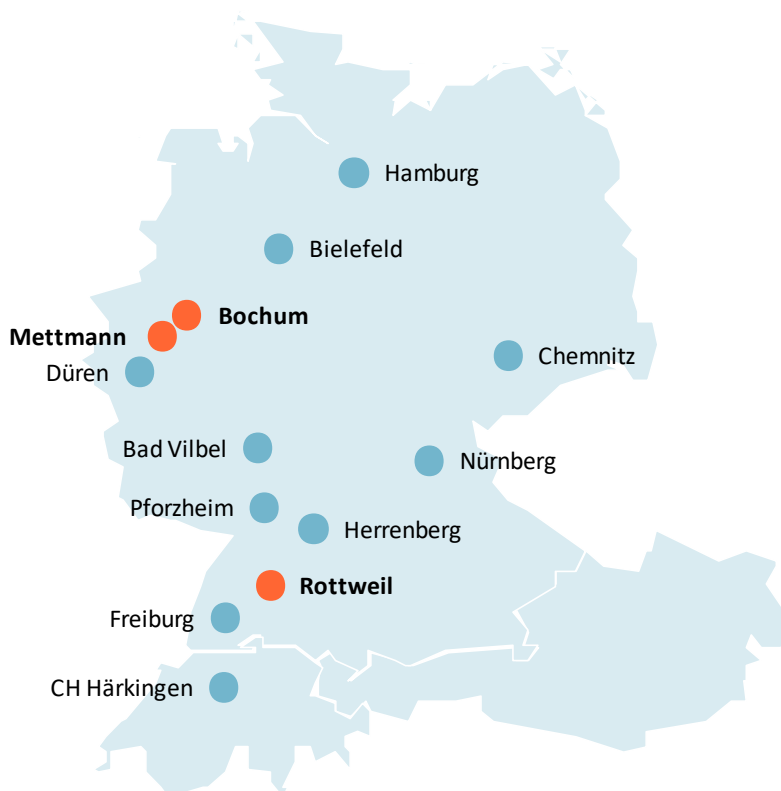 Hamburg
Bielefeld
Bochum
Mettmann
Düren
Chemnitz
Bad Vilbel
Nürnberg
Pforzheim
Herrenberg
Rottweil
Freiburg
CH Härkingen